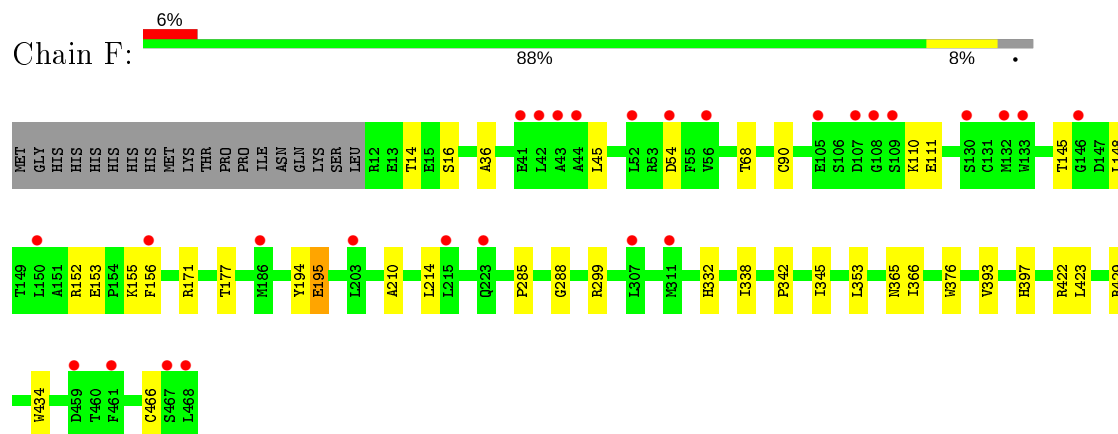 6%
Chain F:
88% 8% •
MET GLY HIS HIS HIS HIS HIS HIS MET LYS THR PRO PRO ILE ASN GLN LYS SER LEU R12 E13 T14 E15 S16 A36 E41 L42 A43 A44 L45 L52 R53 D54 F55 V56 T68 C90 E105 S106 D107 G108 S109 K110 E111 S130 C131 M132 W133 T145 G146 D147 L148
T149 L150 A151 R152 E153 P154 K155 F156 R171 T177 M186 Y194 E195 L203 A210 L214 L215 Q223 P285 G288 R299 L307 M311 H332 I338 P342 I345 L353 N365 I366 W376 V393 H397 R422 L423
W434 D459 T460 F461 C466 S467 L468